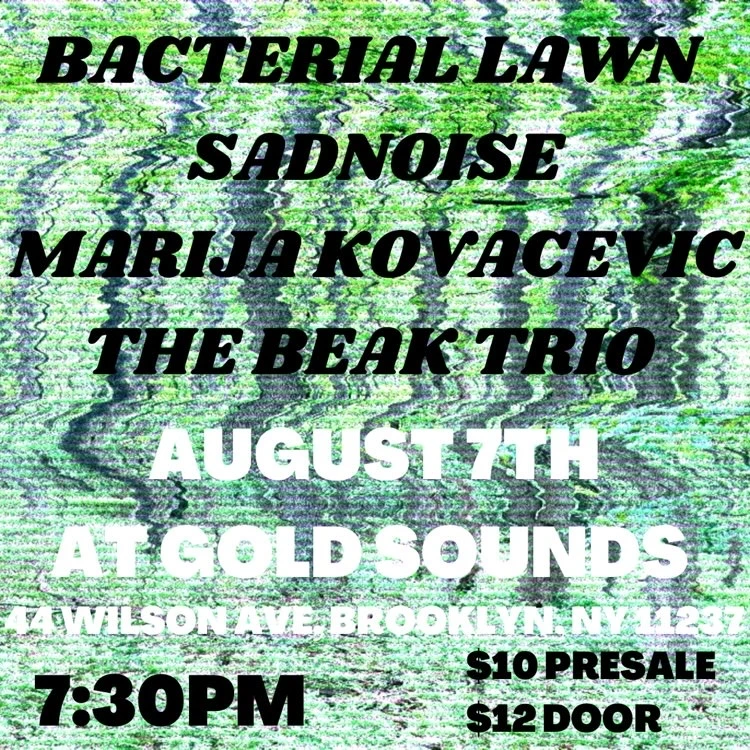 BACTERIAL LAWN
SADNOISE
MARIJA KOVACEVIC
THE BEAK TRIO
AUGUST 7TH
AT GOLD SOUNDS
44 WILSON AVE, BROOKLYN, NY 11237
7:30PM
$10 PRESALE
$12 DOOR